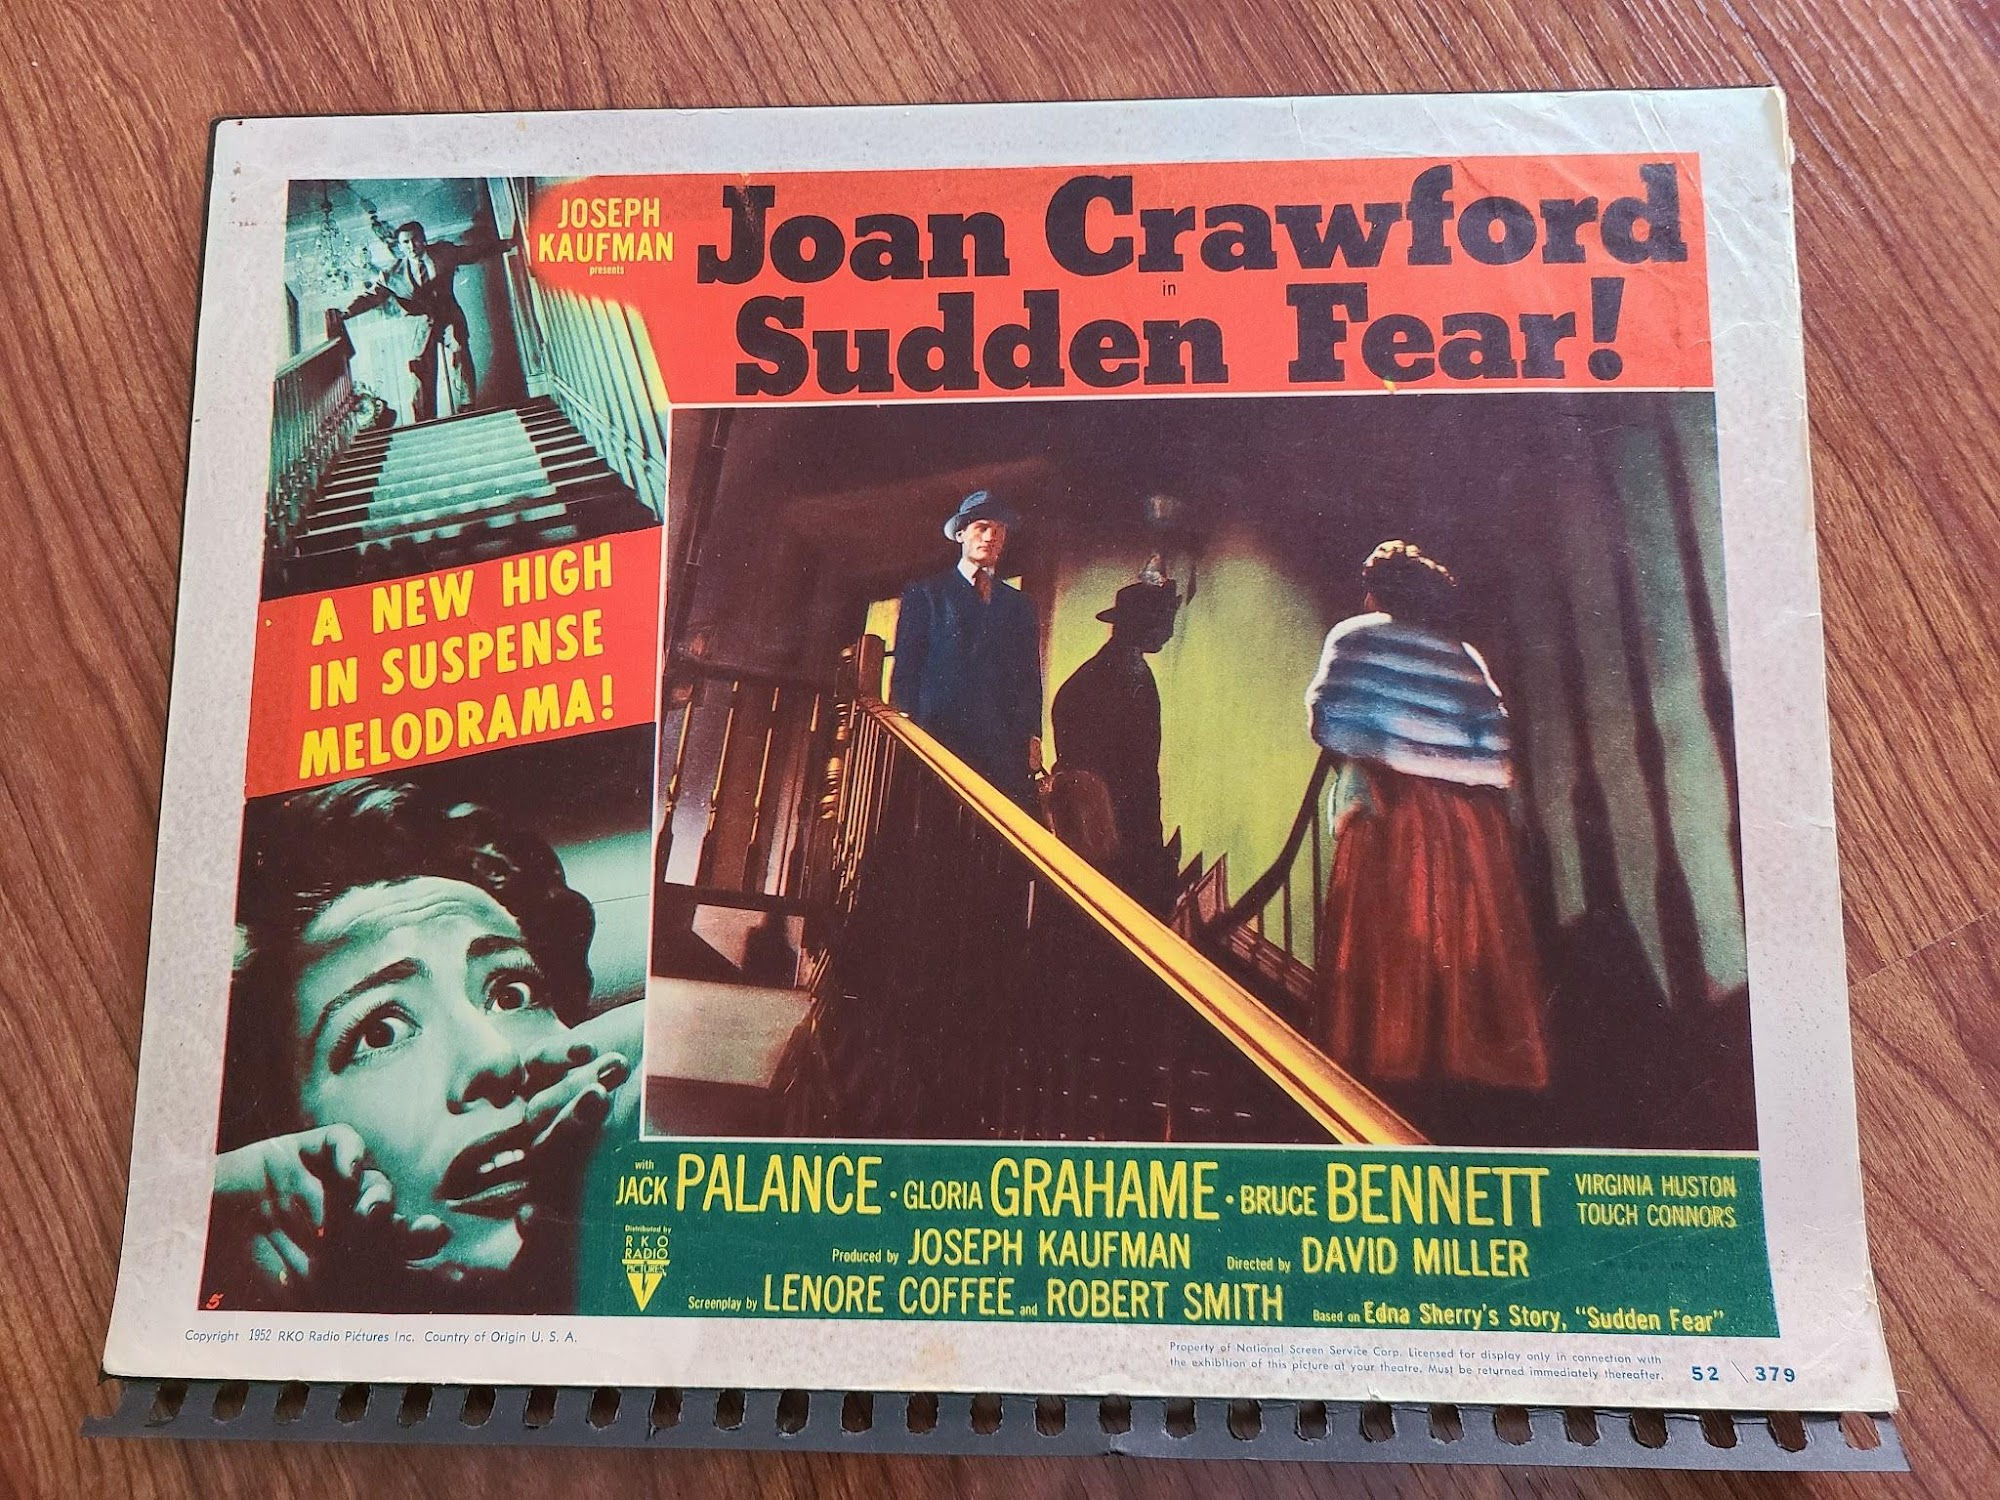 JOSEPH
KAUFMAN
presents
Joan Crawford
in
Sudden Fear!
A NEW HIGH
IN SUSPENSE
MELODRAMA!
with
JACK PALANCE · GLORIA GRAHAME · BRUCE BENNETT
VIRGINIA HUSTON
TOUCH CONNORS
Distributed by
RKO
RADIO
PICTURES
Produced by JOSEPH KAUFMAN Directed by DAVID MILLER
Screenplay by LENORE COFFEE and ROBERT SMITH Based on Edna Sherry's Story, "Sudden Fear"
5
Copyright 1952 RKO Radio Pictures Inc. Country of Origin U. S. A.
Property of National Screen Service Corp. Licensed for display only in connection with
the exhibition of this picture at your theatre. Must be returned immediately thereafter.
52 \ 379